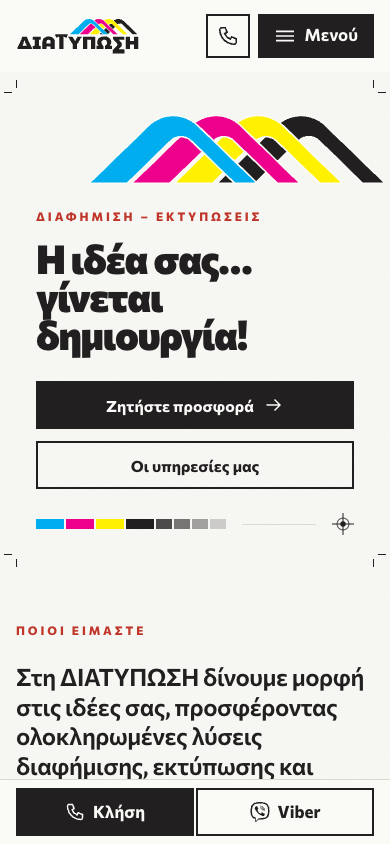 ΔΙΑΤΥΠΩΣΗ
Μενού
ΔΙΑΦΗΜΙΣΗ – ΕΚΤΥΠΩΣΕΙΣ
Η ιδέα σας...
γίνεται
δημιουργία!
Ζητήστε προσφορά →
Οι υπηρεσίες μας
ΠΟΙΟΙ ΕΙΜΑΣΤΕ
Στη ΔΙΑΤΥΠΩΣΗ δίνουμε μορφή
στις ιδέες σας, προσφέροντας
ολοκληρωμένες λύσεις
διαφήμισης, εκτύπωσης και
Κλήση
Viber